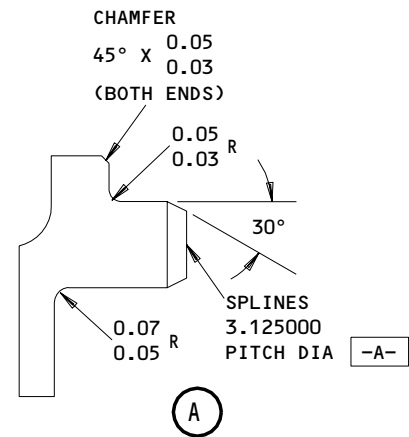 CHAMFER
45° X 0.05
0.03
(BOTH ENDS)
0.05
0.03 R
30°
0.07
0.05 R
SPLINES
3.125000
PITCH DIA -A-
A